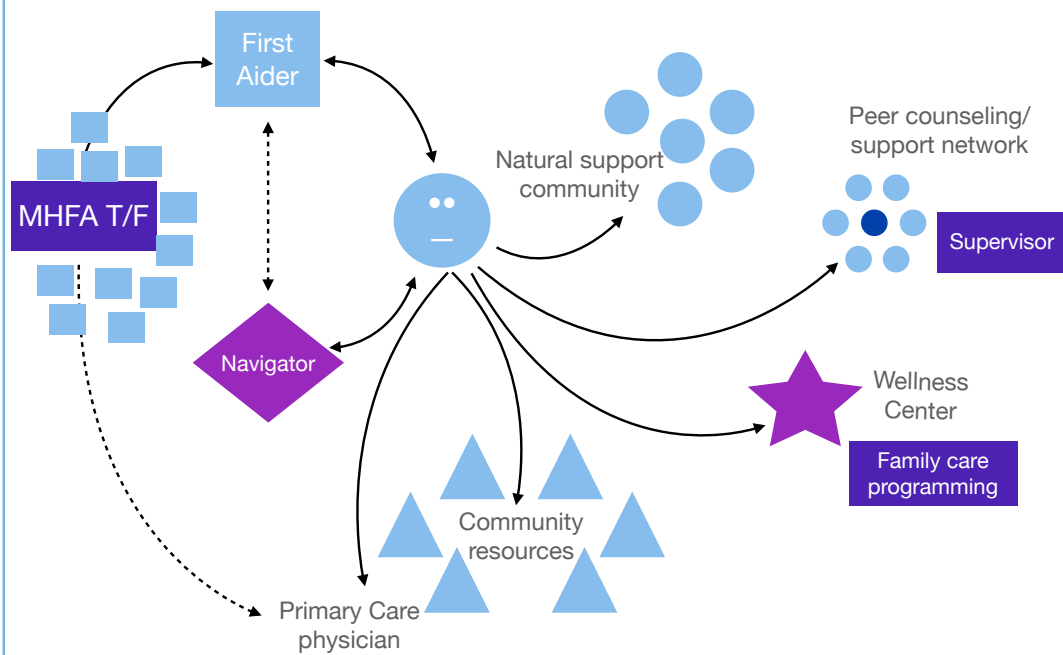 First
Aider
Peer counseling/
support network
Natural support
community
MHFA T/F
Supervisor
Navigator
Wellness
Center
Family care
programming
Community
resources
Primary Care
physician